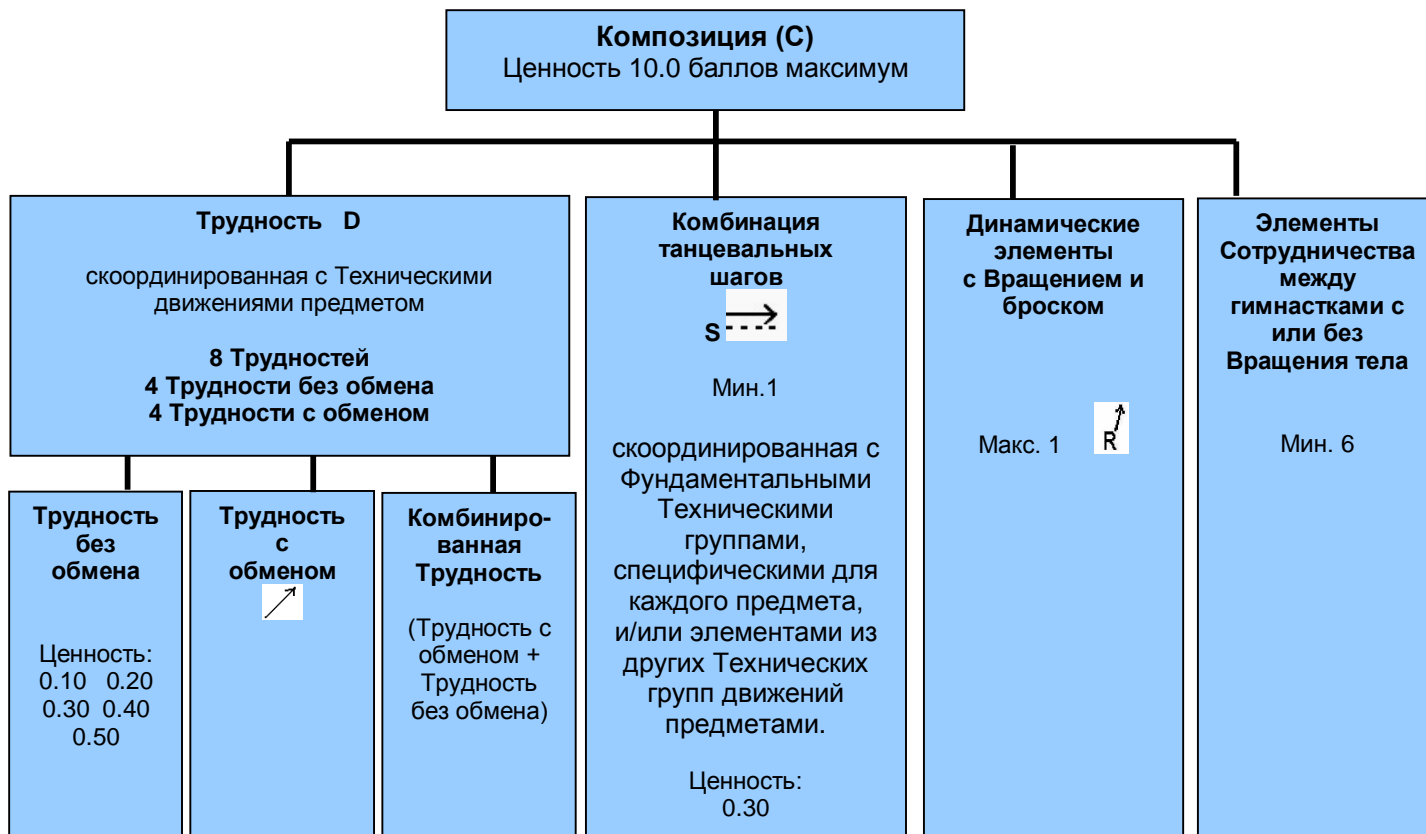 Композиция (С)
Ценность 10.0 баллов максимум
Трудность D
скоординированная с Техническими
движениями предметом
8 Трудностей
4 Трудности без обмена
4 Трудности с обменом
Трудность
без
обмена
Ценность:
0.10 0.20
0.30 0.40
0.50
Трудность
с
обменом
Комбиниро-
ванная
Трудность
(Трудность с
обменом +
Трудность
без обмена)
Комбинация
танцевальных
шагов
S
Мин.1
скоординированная с
Фундаментальными
Техническими
группами,
специфическими для
каждого предмета,
и/или элементами из
других Технических
групп движений
предметами.
Ценность:
0.30
Динамические
элементы
с Вращением и
броском
Макс. 1 R
Элементы
Сотрудничества
между
гимнастками с
или без
Вращения тела
Мин. 6